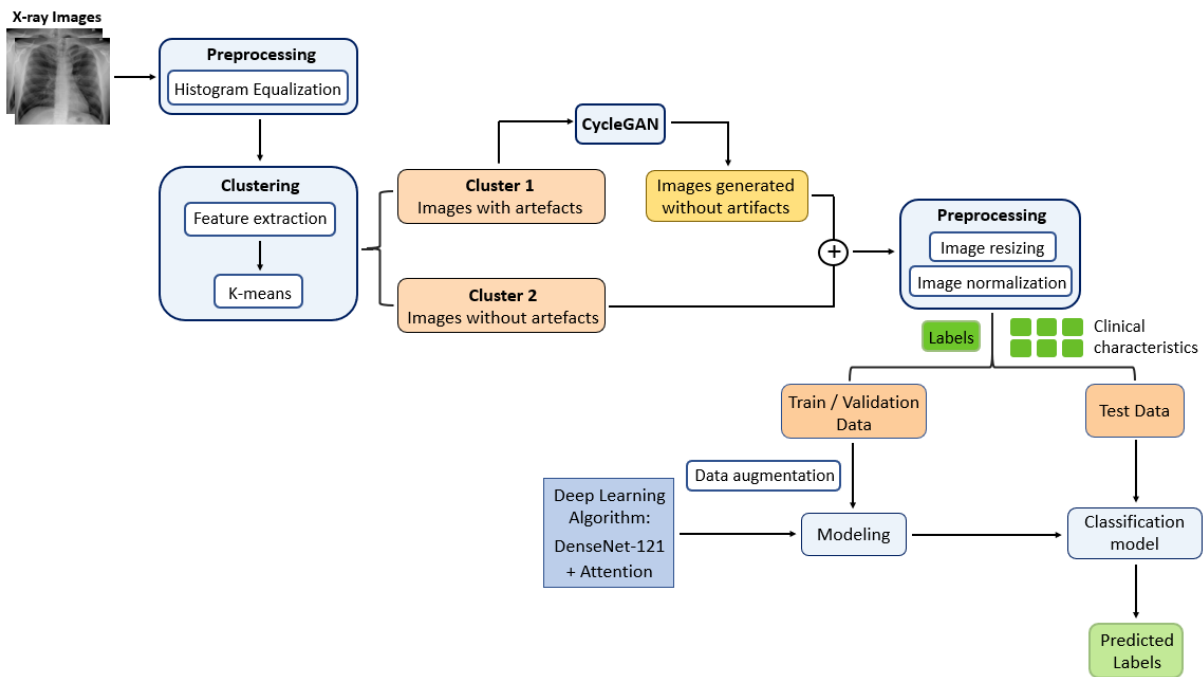 X-ray Images
Preprocessing
Histogram Equalization
Clustering
Feature extraction
K-means
Cluster 1
Images with artefacts
Cluster 2
Images without artefacts
CycleGAN
Images generated
without artifacts
+
Preprocessing
Image resizing
Image normalization
Labels
Clinical
characteristics
Train / Validation
Data
Test Data
Data augmentation
Deep Learning
Algorithm:
DenseNet-121
+ Attention
Modeling
Classification
model
Predicted
Labels